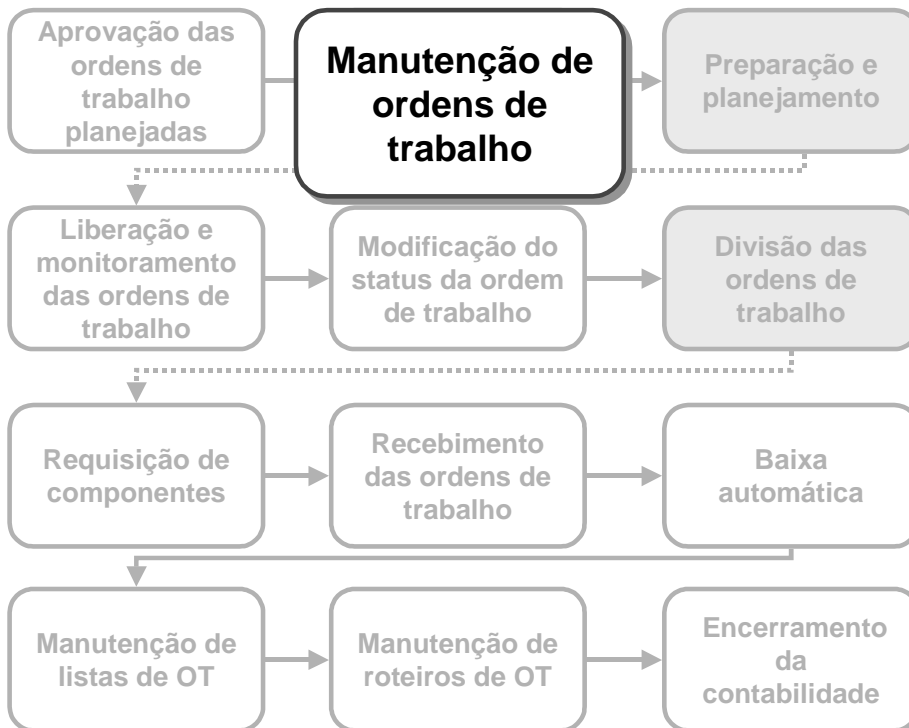 Aprovação das
ordens de
trabalho
planejadas
Manutenção de
ordens de
trabalho
Preparação e
planejamento
Liberação e
monitoramento
das ordens de
trabalho
Modificação do
status da ordem
de trabalho
Divisão das
ordens de
trabalho
Requisição de
componentes
Recebimento
das ordens de
trabalho
Baixa
automática
Manutenção de
listas de OT
Manutenção de
roteiros de OT
Encerramento
da
contabilidade